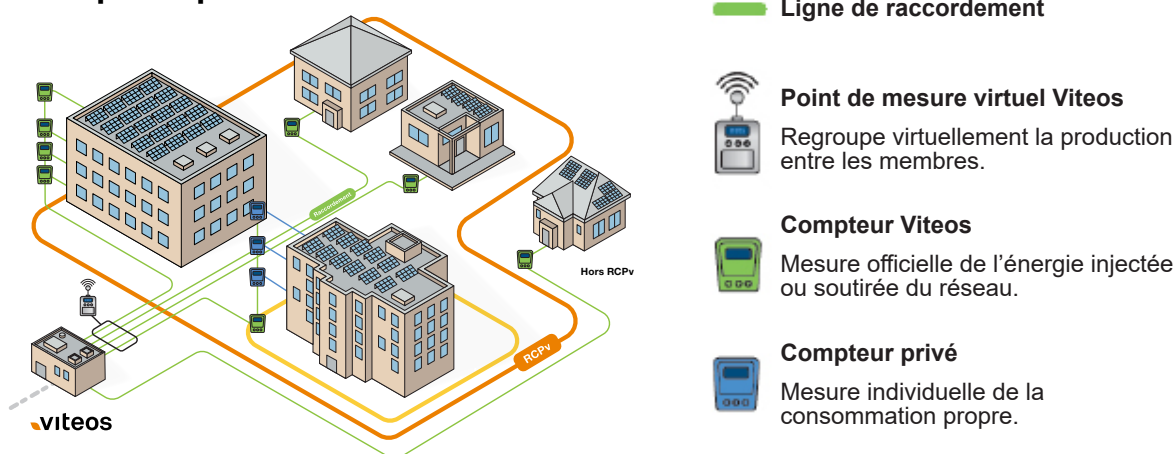 Ligne de raccordement
Raccordement
Hors RCPv
RCPv
viteos
Point de mesure virtuel Viteos
Regroupe virtuellement la production
entre les membres.
Compteur Viteos
Mesure officielle de l’énergie injectée
ou soutirée du réseau.
Compteur privé
Mesure individuelle de la
consommation propre.